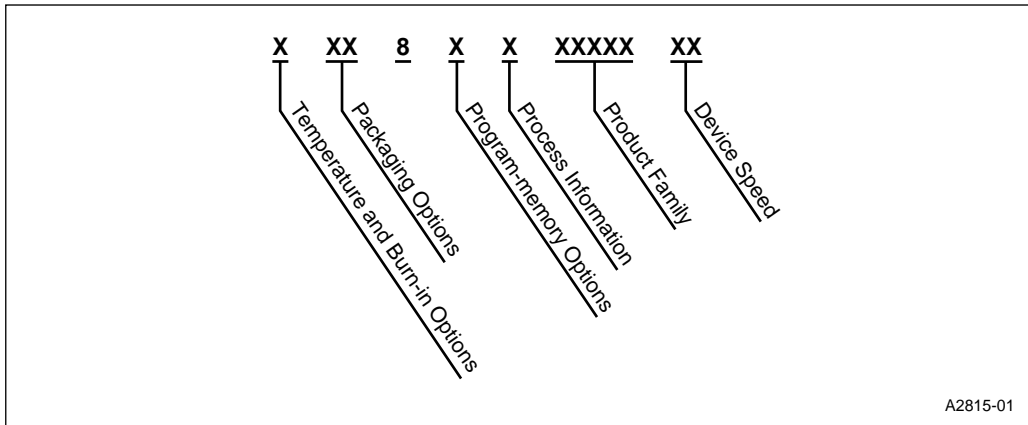 X XX 8 X X XXXXX XX
Temperature and Burn-in Options
Packaging Options
Program-memory Options
Process Information
Product Family
Device Speed
A2815-01